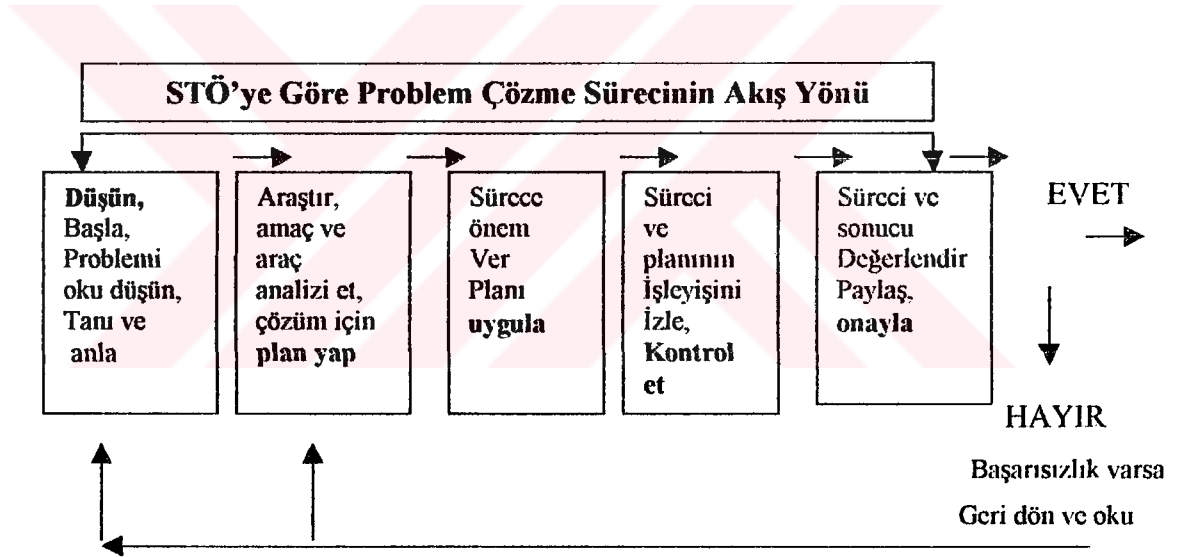 STÖ'ye Göre Problem Çözme Sürecinin Akış Yönü
Düşün,
Başla,
Problemi
oku düşün,
Tanı ve
anla
Araştır,
amaç ve
araç
analizi et,
çözüm için
plan yap
Sürece
önem
Ver
Planı
uygula
Süreci
ve
planının
İşleyişini
İzle,
Kontrol
et
Süreci ve
sonucu
Değerlendir
Paylaş,
onayla
EVET
HAYIR
Başarısızlık varsa
Geri dön ve oku